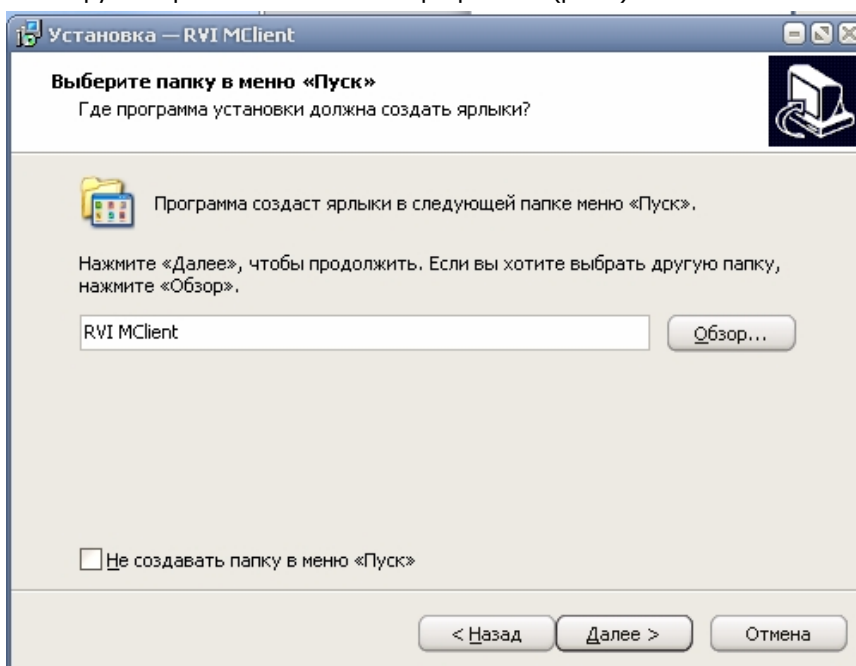 Установка — RVI MClient
Выберите папку в меню «Пуск»
Где программа установки должна создать ярлыки?
Программа создаст ярлыки в следующей папке меню «Пуск».
Нажмите «Далее», чтобы продолжить. Если вы хотите выбрать другую папку,
нажмите «Обзор».
RVI MClient
Обзор...
Не создавать папку в меню «Пуск»
< Назад
Далее >
Отмена